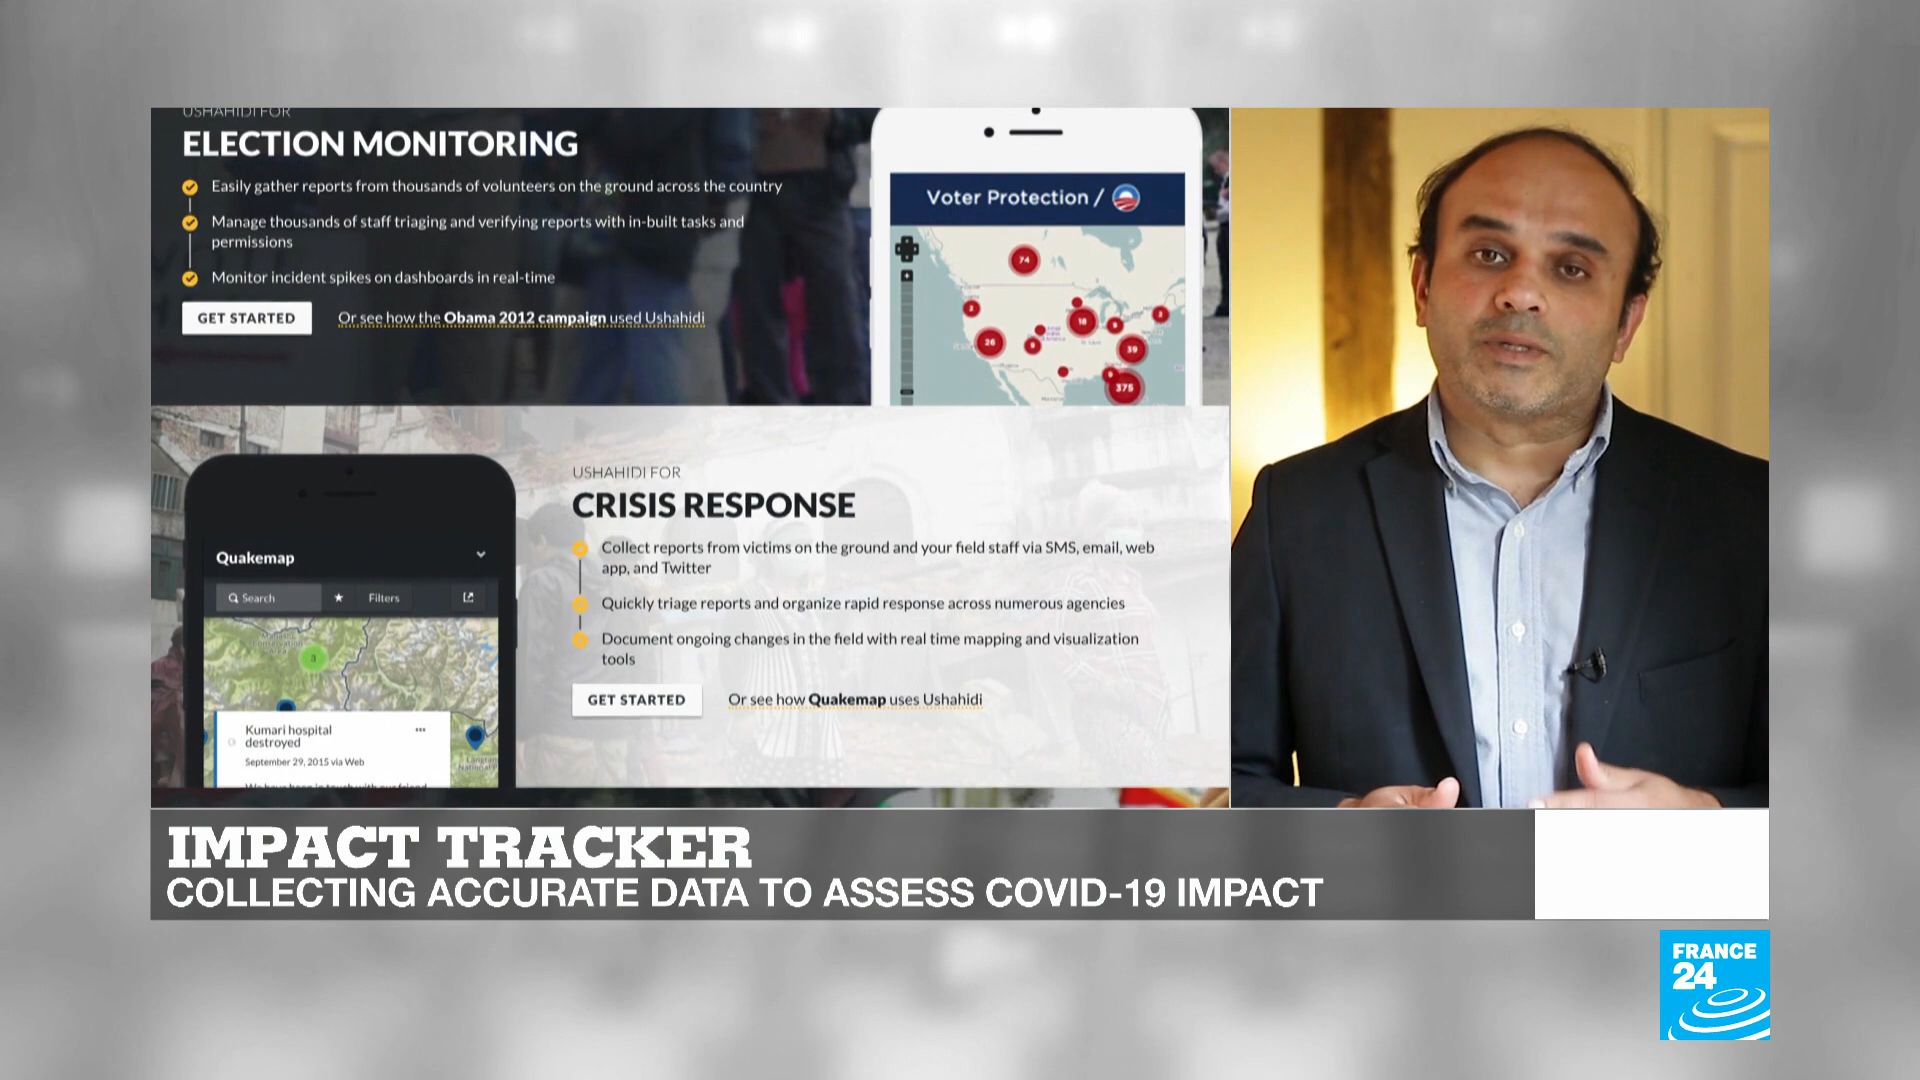 USHAHIDI FOR
ELECTION MONITORING
Easily gather reports from thousands of volunteers on the ground across the country
Manage thousands of staff triaging and verifying reports with in-built tasks and
permissions
Monitor incident spikes on dashboards in real-time
GET STARTED
Or see how the Obama 2012 campaign used Ushahidi
Voter Protection /
74
2
18
9
3
26
9
39
9
375
USHAHIDI FOR
CRISIS RESPONSE
Collect reports from victims on the ground and your field staff via SMS, email, web
app, and Twitter
Quickly triage reports and organize rapid response across numerous agencies
Document ongoing changes in the field with real time mapping and visualization
tools
GET STARTED
Or see how Quakemap uses Ushahidi
Quakemap
Search
Filters
3
Kumari hospital
destroyed
September 29, 2015 via Web
IMPACT TRACKER
COLLECTING ACCURATE DATA TO ASSESS COVID-19 IMPACT
FRANCE
24